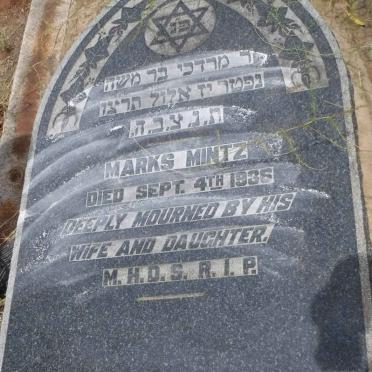 פנ
ר מרדכי בר משה
נפטר יז אלול תרצו
ת.נ.צ.ב.ה.
MARKS MINTZ
DIED SEPT. 4TH 1936
DEEPLY MOURNED BY HIS
WIFE AND DAUGHTER.
M.H.D.S.R.I.P.